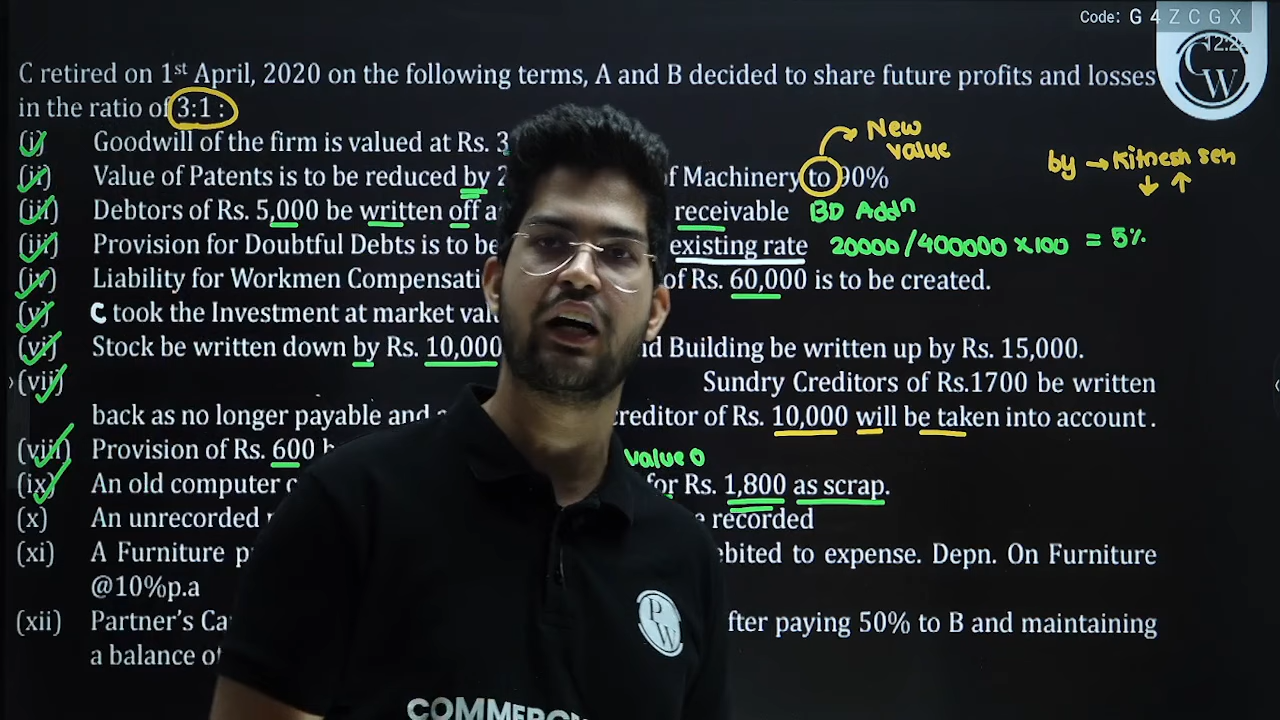 Code: G 4 Z C G X
12:2
C W
C retired on 1st April, 2020 on the following terms, A and B decided to share future profits and losses
in the ratio of 3:1 :
(i) Goodwill of the firm is valued at Rs. 3
New value
(ii) Value of Patents is to be reduced by 2 of Machinery to 90%
by → Kitnesh se
(iii) Debtors of Rs. 5,000 be written off a receivable BD Addn
(iii) Provision for Doubtful Debts is to be existing rate 20000/400000 x100 = 5%
(iv) Liability for Workmen Compensati of Rs. 60,000 is to be created.
(v) C took the Investment at market val
(vi) Stock be written down by Rs. 10,000 nd Building be written up by Rs. 15,000.
(vii) Sundry Creditors of Rs.1700 be written
back as no longer payable and a creditor of Rs. 10,000 will be taken into account.
(viii) Provision of Rs. 600 b
value 0
(ix) An old computer c for Rs. 1,800 as scrap.
(x) An unrecorded e recorded
(xi) A Furniture p ebited to expense. Depn. On Furniture
@10%p.a
(xii) Partner's Ca fter paying 50% to B and maintaining
a balance of
P W
COMMERC